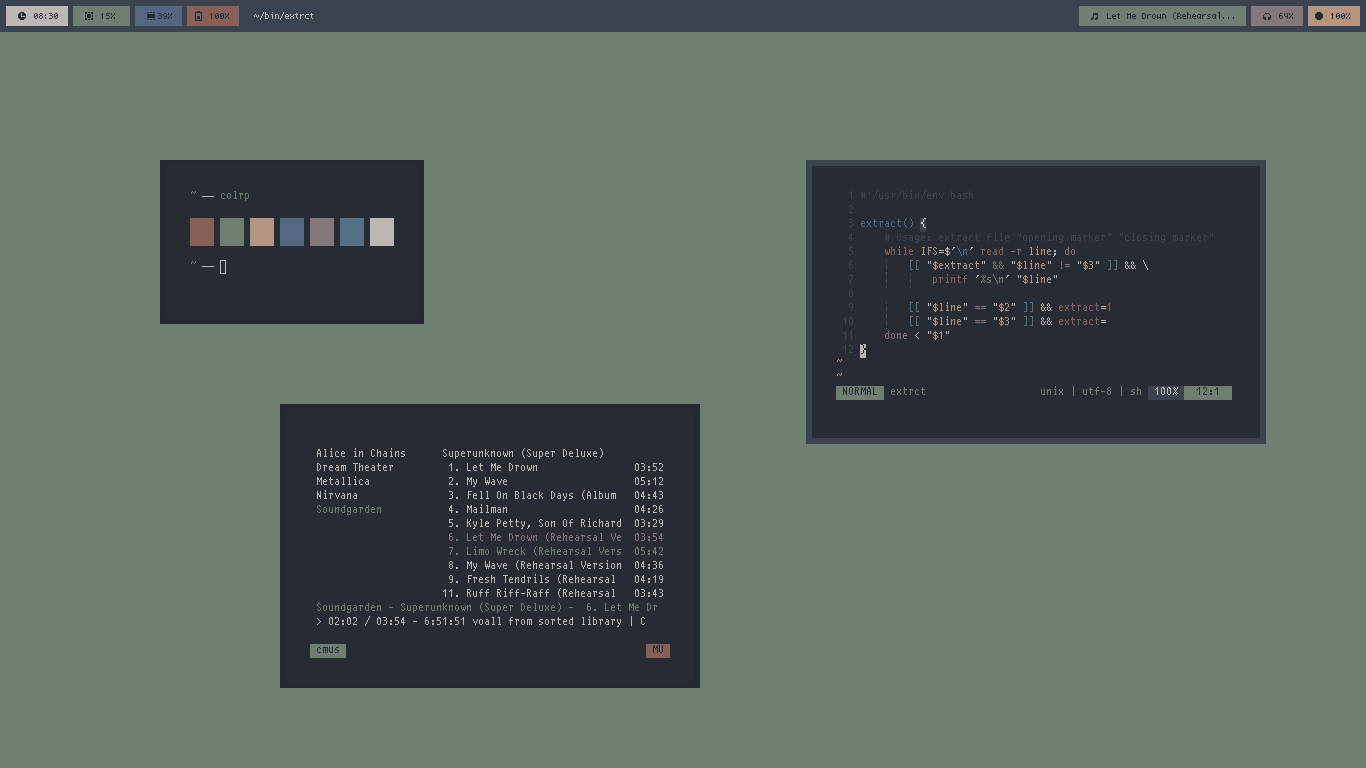 08:30 15% 39% 100% ~/bin/extrct Let Me Drown (Rehearsal... 64% 100%
~ — colrp
~ —
1 #!/usr/bin/env bash
2
3 extract() {
4 # Usage: extract file "opening marker" "closing marker"
5 while IFS=$'\n' read -r line; do
6 [[ "$extract" && "$line" != "$3" ]] && \
7 printf '%s\n' "$line"
8
9 [[ "$line" == "$2" ]] && extract=1
10 [[ "$line" == "$3" ]] && extract=
11 done < "$1"
12 }
~
~
NORMAL extrct unix | utf-8 | sh 100% 12:1
Alice in Chains Superunknown (Super Deluxe)
Dream Theater 1. Let Me Drown 03:52
Metallica 2. My Wave 05:12
Nirvana 3. Fell On Black Days (Album 04:43
Soundgarden 4. Mailman 04:26
5. Kyle Petty, Son Of Richard 03:29
6. Let Me Drown (Rehearsal Ve 03:54
7. Limo Wreck (Rehearsal Vers 05:42
8. My Wave (Rehearsal Version 04:36
9. Fresh Tendrils (Rehearsal 04:19
11. Ruff Riff-Raff (Rehearsal 03:43
Soundgarden - Superunknown (Super Deluxe) - 6. Let Me Dr
> 02:02 / 03:54 - 6:51:51 voall from sorted library | C
cmus MU